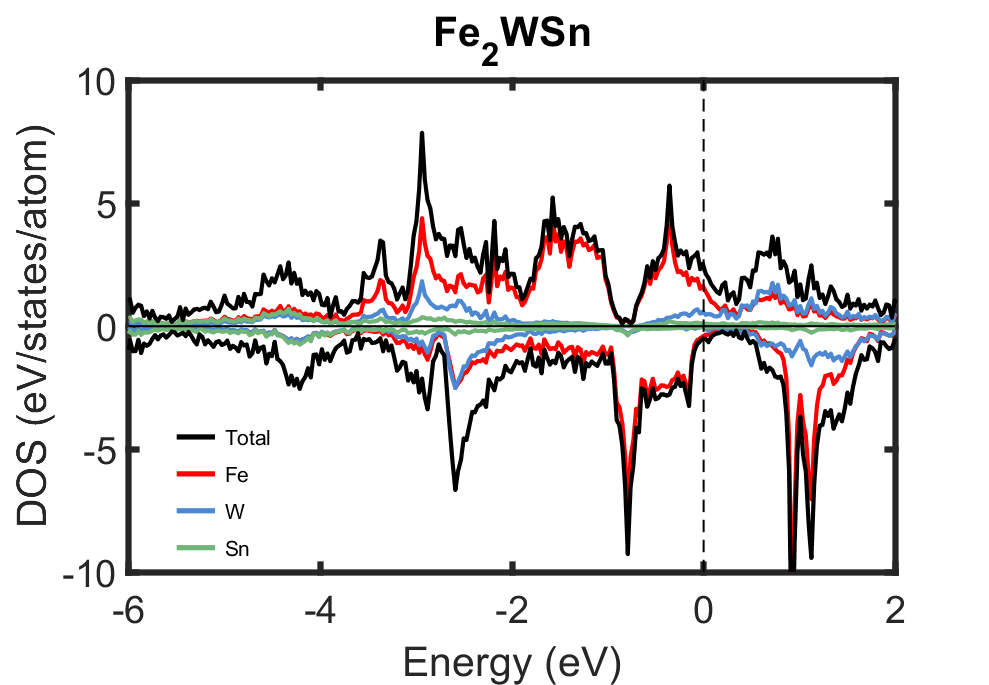 Fe₂WSn
10
5
0
0
-5
-10
DOS (eV/states/atom)
Total
Fe
W
Sn
-6 -4 -2 0 2
Energy (eV)